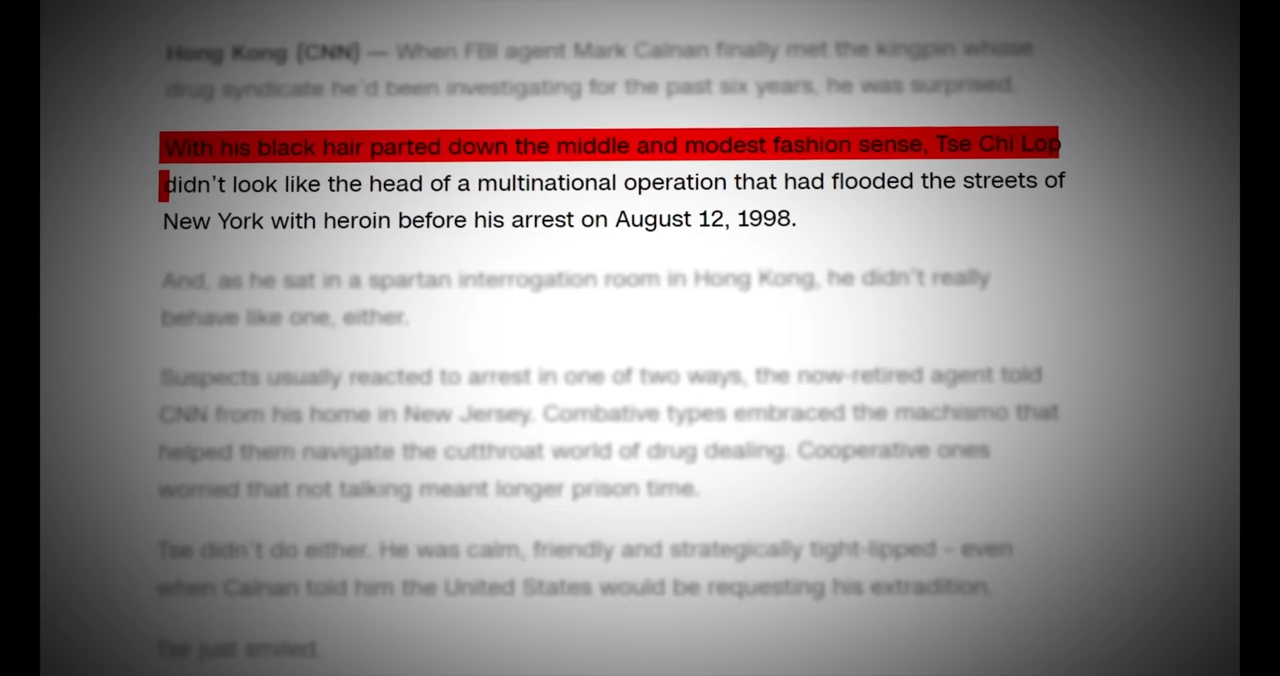 Hong Kong (CNN) — When FBI agent Mark Calnan finally met the kingpin whose
drug syndicate he'd been investigating for the past six years, he was surprised.
With his black hair parted down the middle and modest fashion sense, Tse Chi Lop
didn't look like the head of a multinational operation that had flooded the streets of
New York with heroin before his arrest on August 12, 1998.
And, as he sat in a spartan interrogation room in Hong Kong, he didn't really
behave like one, either.
Suspects usually reacted to arrest in one of two ways, the now-retired agent told
CNN from his home in New Jersey. Combative types embraced the machismo that
helped them navigate the cutthroat world of drug dealing. Cooperative ones
worried that not talking meant longer prison time.
Tse didn't do either. He was calm, friendly and strategically tight-lipped – even
when Calnan told him the United States would be requesting his extradition.
Tse just smiled.